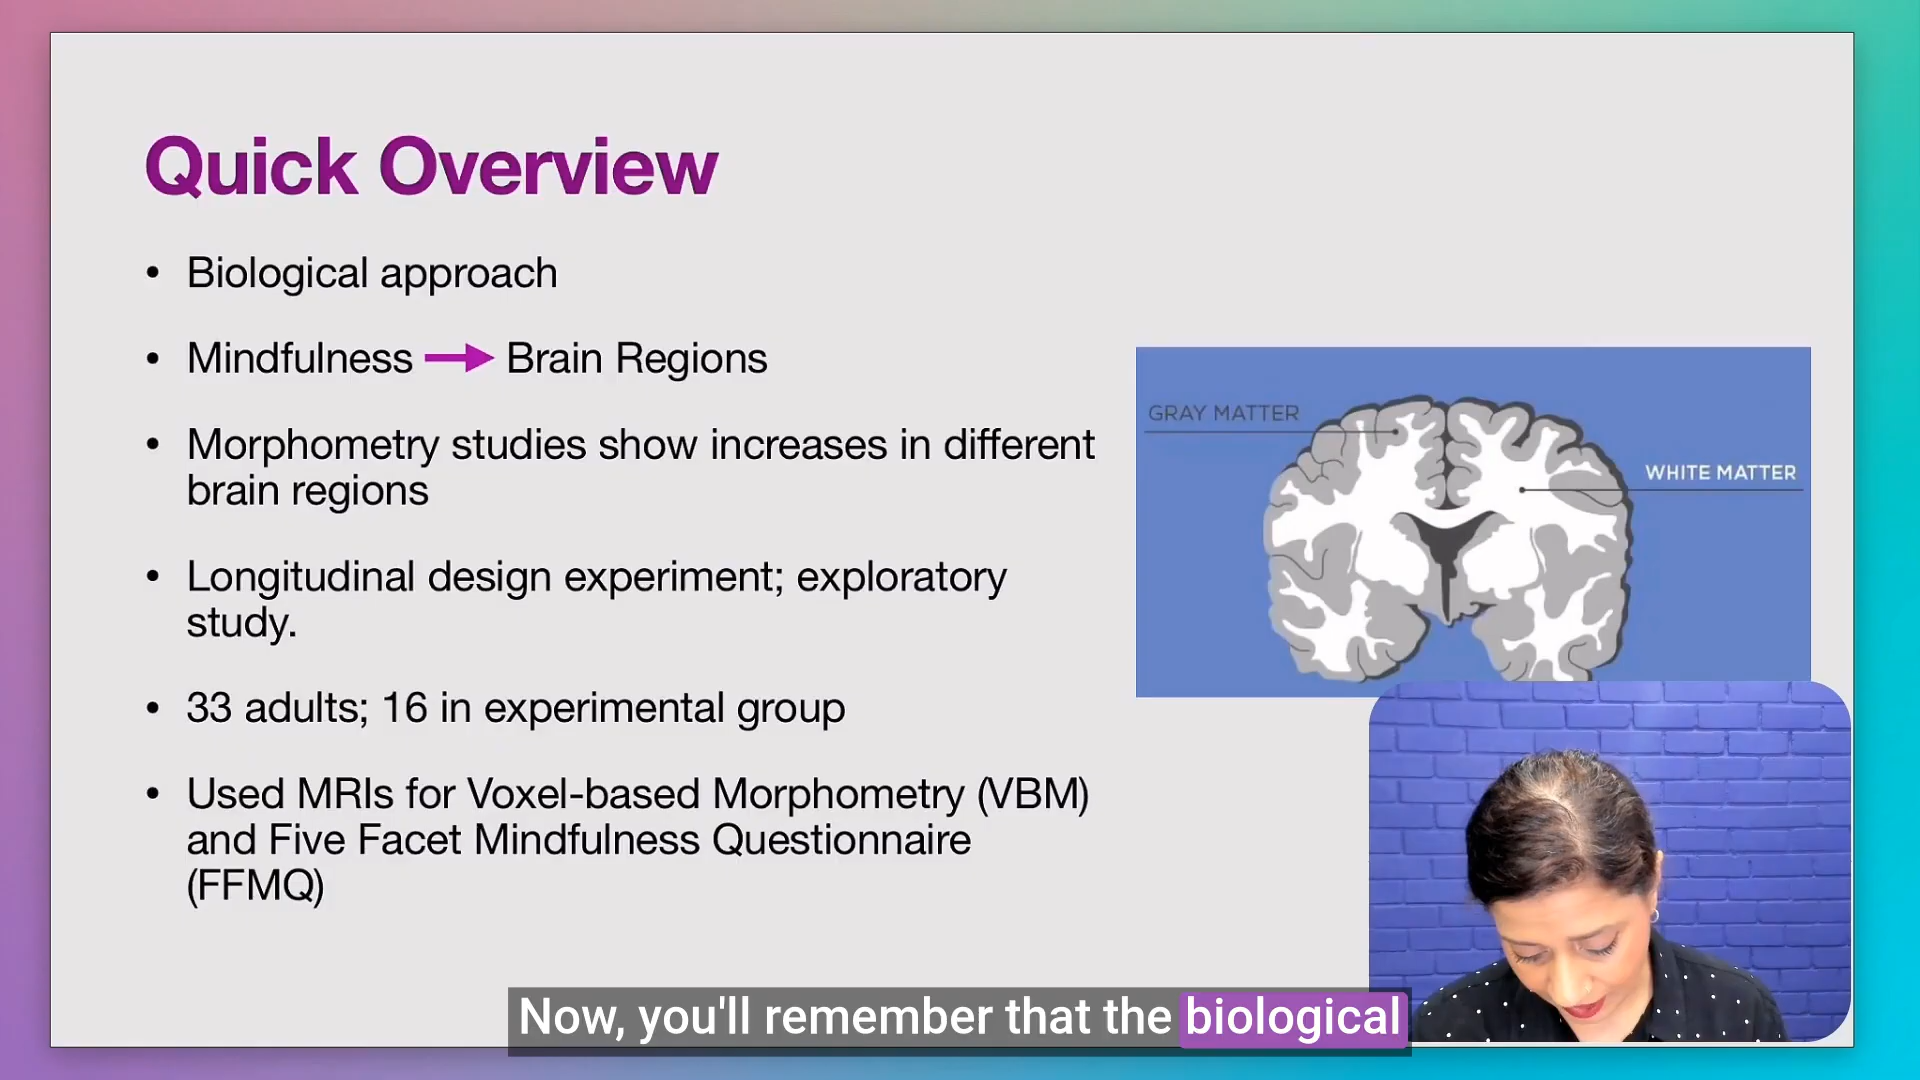 Quick Overview
• Biological approach
• Mindfulness → Brain Regions
• Morphometry studies show increases in different
brain regions
• Longitudinal design experiment; exploratory
study.
• 33 adults; 16 in experimental group
• Used MRIs for Voxel-based Morphometry (VBM)
and Five Facet Mindfulness Questionnaire
(FFMQ)
GRAY MATTER
WHITE MATTER
Now, you'll remember that the biological